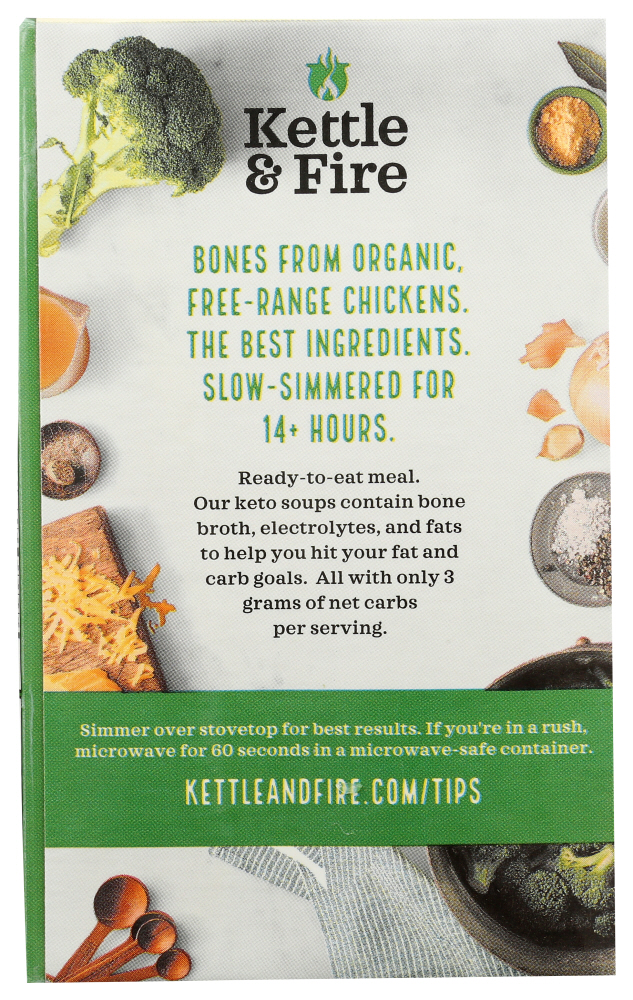 Kettle
& Fire
BONES FROM ORGANIC,
FREE-RANGE CHICKENS.
THE BEST INGREDIENTS.
SLOW-SIMMERED FOR
14+ HOURS.
Ready-to-eat meal.
Our keto soups contain bone
broth, electrolytes, and fats
to help you hit your fat and
carb goals. All with only 3
grams of net carbs
per serving.
Simmer over stovetop for best results. If you're in a rush,
microwave for 60 seconds in a microwave-safe container.
KETTLEANDFIRE.COM/TIPS